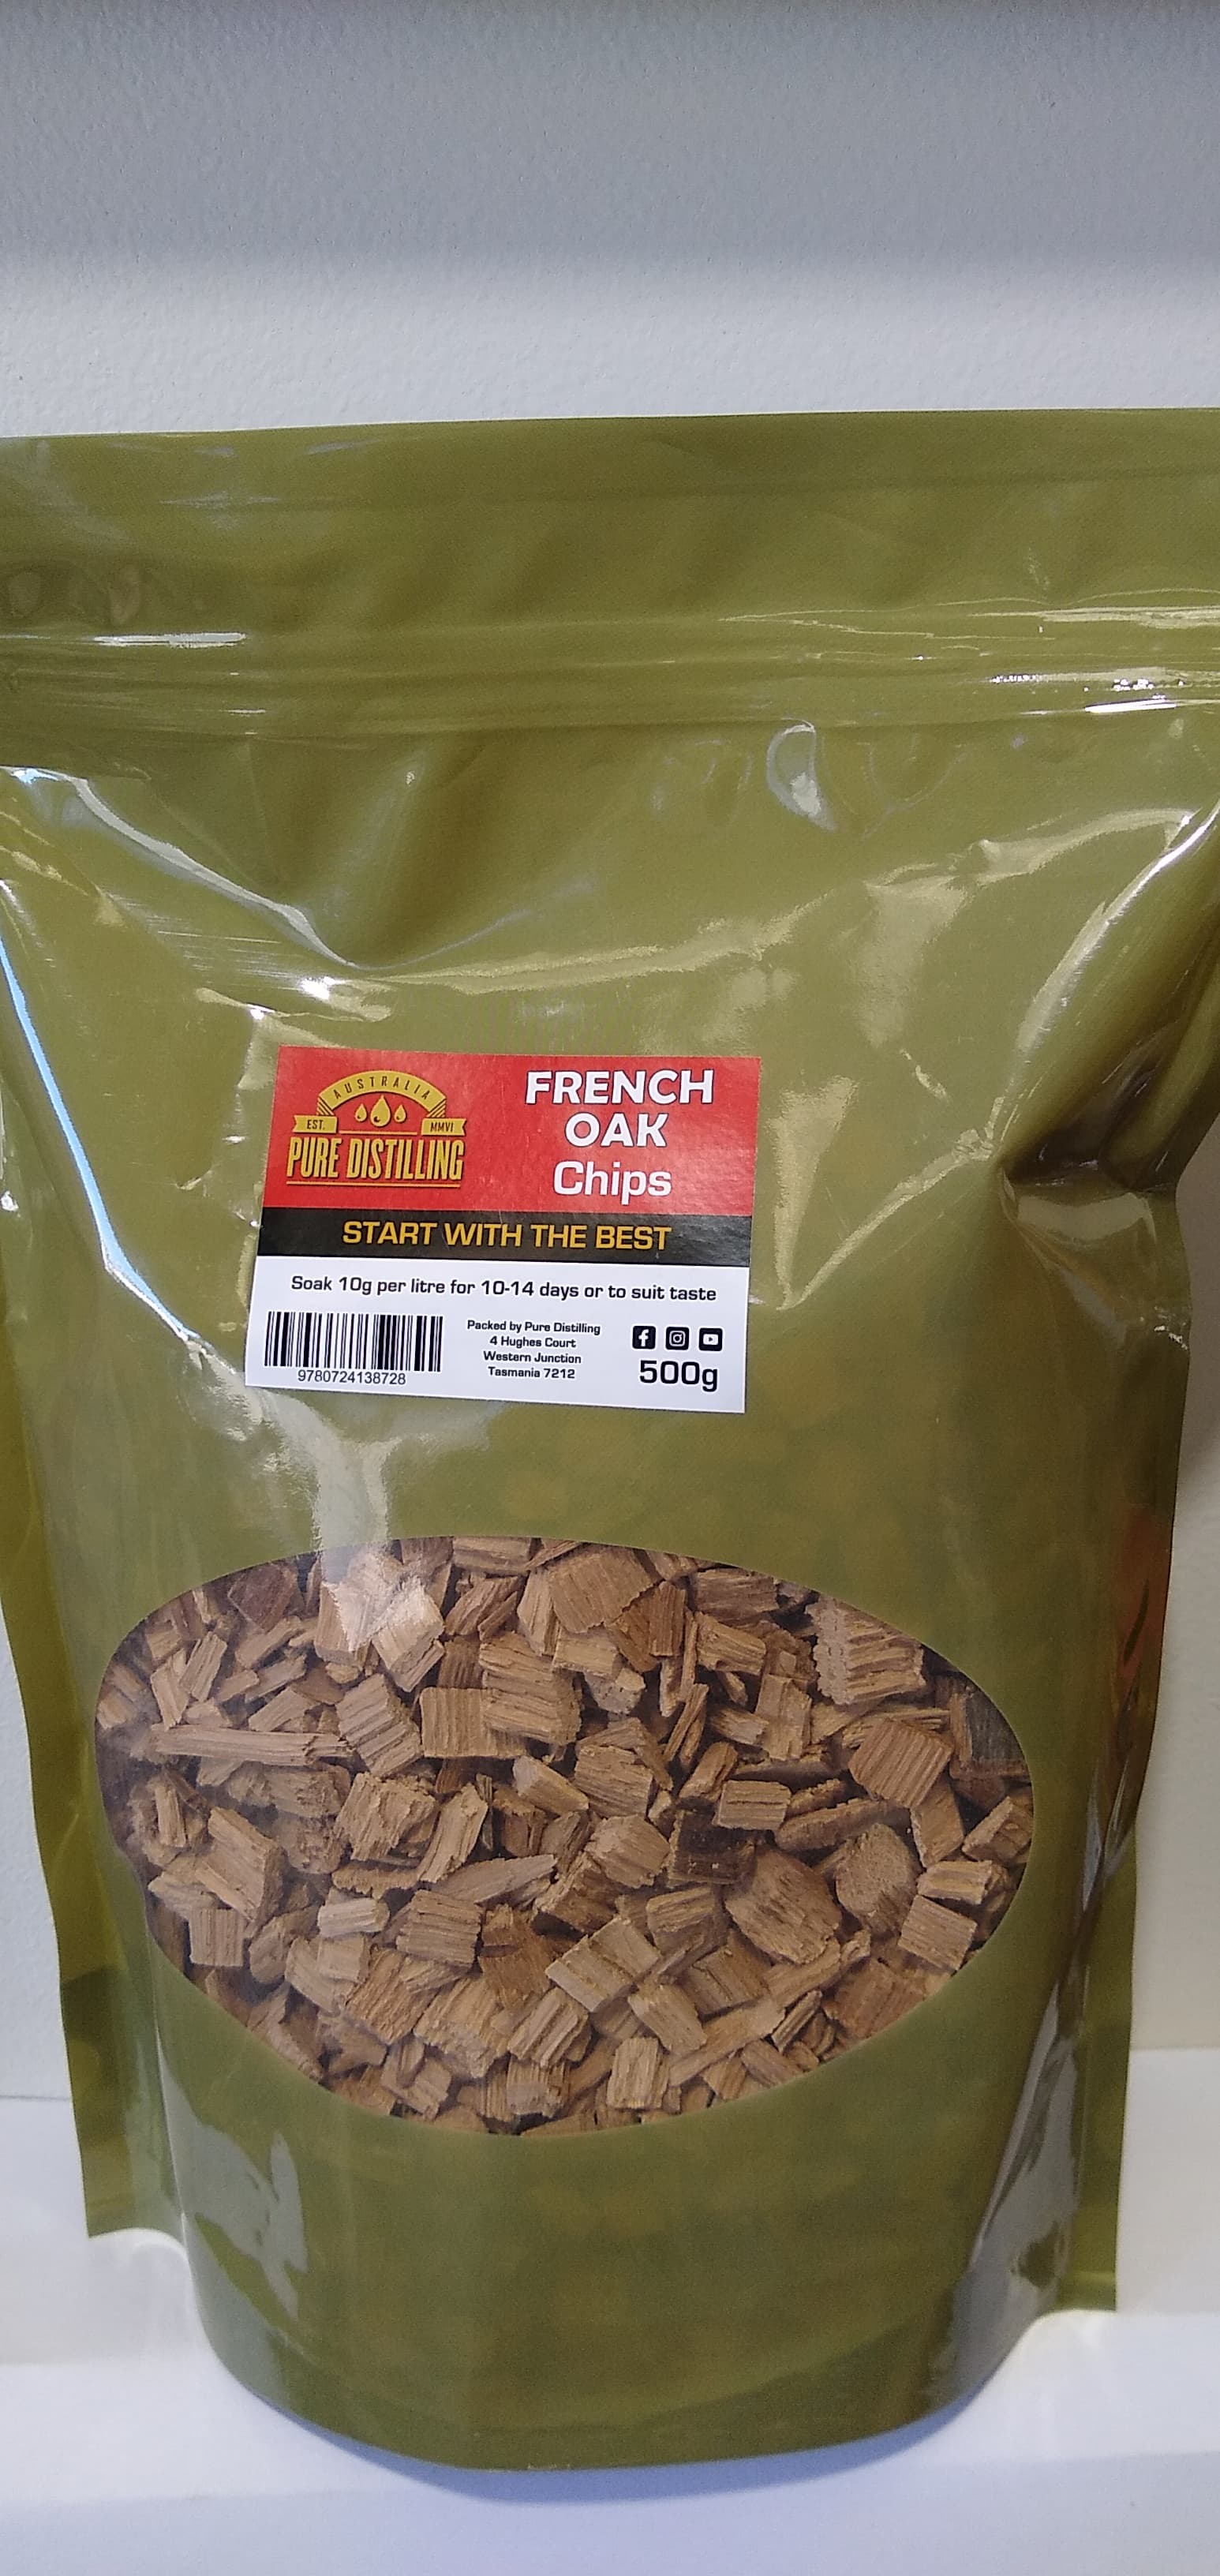 AUSTRALIA
EST. MMVI
PURE DISTILLING
FRENCH
OAK
Chips
START WITH THE BEST
Soak 10g per litre for 10-14 days or to suit taste
9780724138728
Packed by Pure Distilling
4 Hughes Court
Western Junction
Tasmania 7212
500g